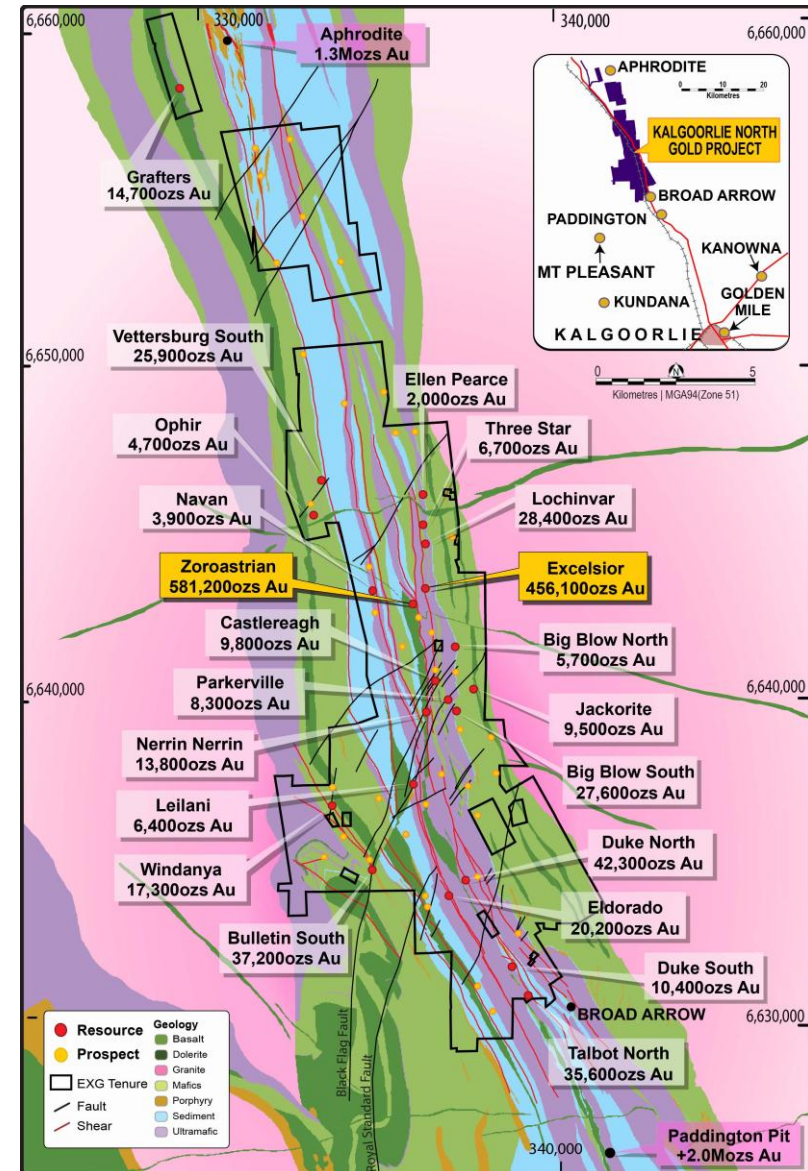 6,660,000
330,000
340,000
6,660,000
Aphrodite
1.3Mozs Au
APHRODITE
0 10 20
Kilometres
KALGOORLIE NORTH
GOLD PROJECT
BROAD ARROW
PADDINGTON
KANOWNA
MT PLEASANT
GOLDEN
MILE
KUNDANA
KALGOORLIE
N
0 5
Kilometres | MGA94(Zone 51)
Grafters
14,700ozs Au
Vettersburg South
25,900ozs Au
6,650,000
6,650,000
Ellen Pearce
2,000ozs Au
Ophir
4,700ozs Au
Three Star
6,700ozs Au
Navan
3,900ozs Au
Lochinvar
28,400ozs Au
Zoroastrian
581,200ozs Au
Excelsior
456,100ozs Au
Castlereagh
9,800ozs Au
Big Blow North
5,700ozs Au
Parkerville
8,300ozs Au
6,640,000
6,640,000
Jackorite
9,500ozs Au
Nerrin Nerrin
13,800ozs Au
Big Blow South
27,600ozs Au
Leilani
6,400ozs Au
Duke North
42,300ozs Au
Windanya
17,300ozs Au
Eldorado
20,200ozs Au
Bulletin South
37,200ozs Au
Duke South
10,400ozs Au
BROAD ARROW
6,630,000
Talbot North
35,600ozs Au
Black Flag Fault
Royal Standard Fault
340,000
Paddington Pit
+2.0Mozs Au
Resource
Prospect
EXG Tenure
Fault
Shear
Geology
Basalt
Dolerite
Granite
Mafics
Porphyry
Sediment
Ultramafic